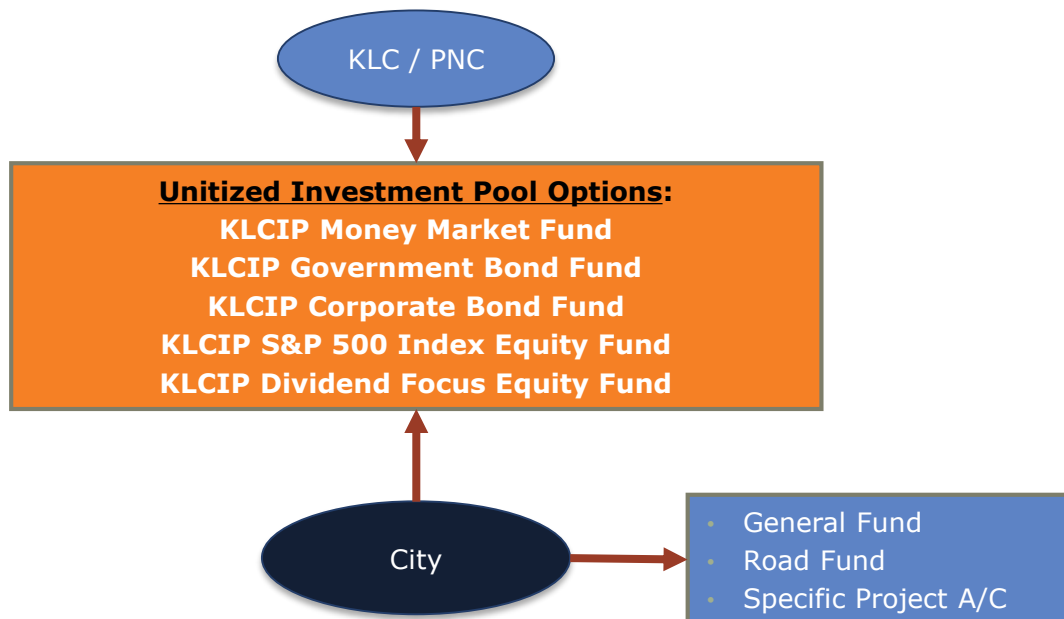 KLC / PNC
Unitized Investment Pool Options:
KLCIP Money Market Fund
KLCIP Government Bond Fund
KLCIP Corporate Bond Fund
KLCIP S&P 500 Index Equity Fund
KLCIP Dividend Focus Equity Fund
City
• General Fund
• Road Fund
• Specific Project A/C